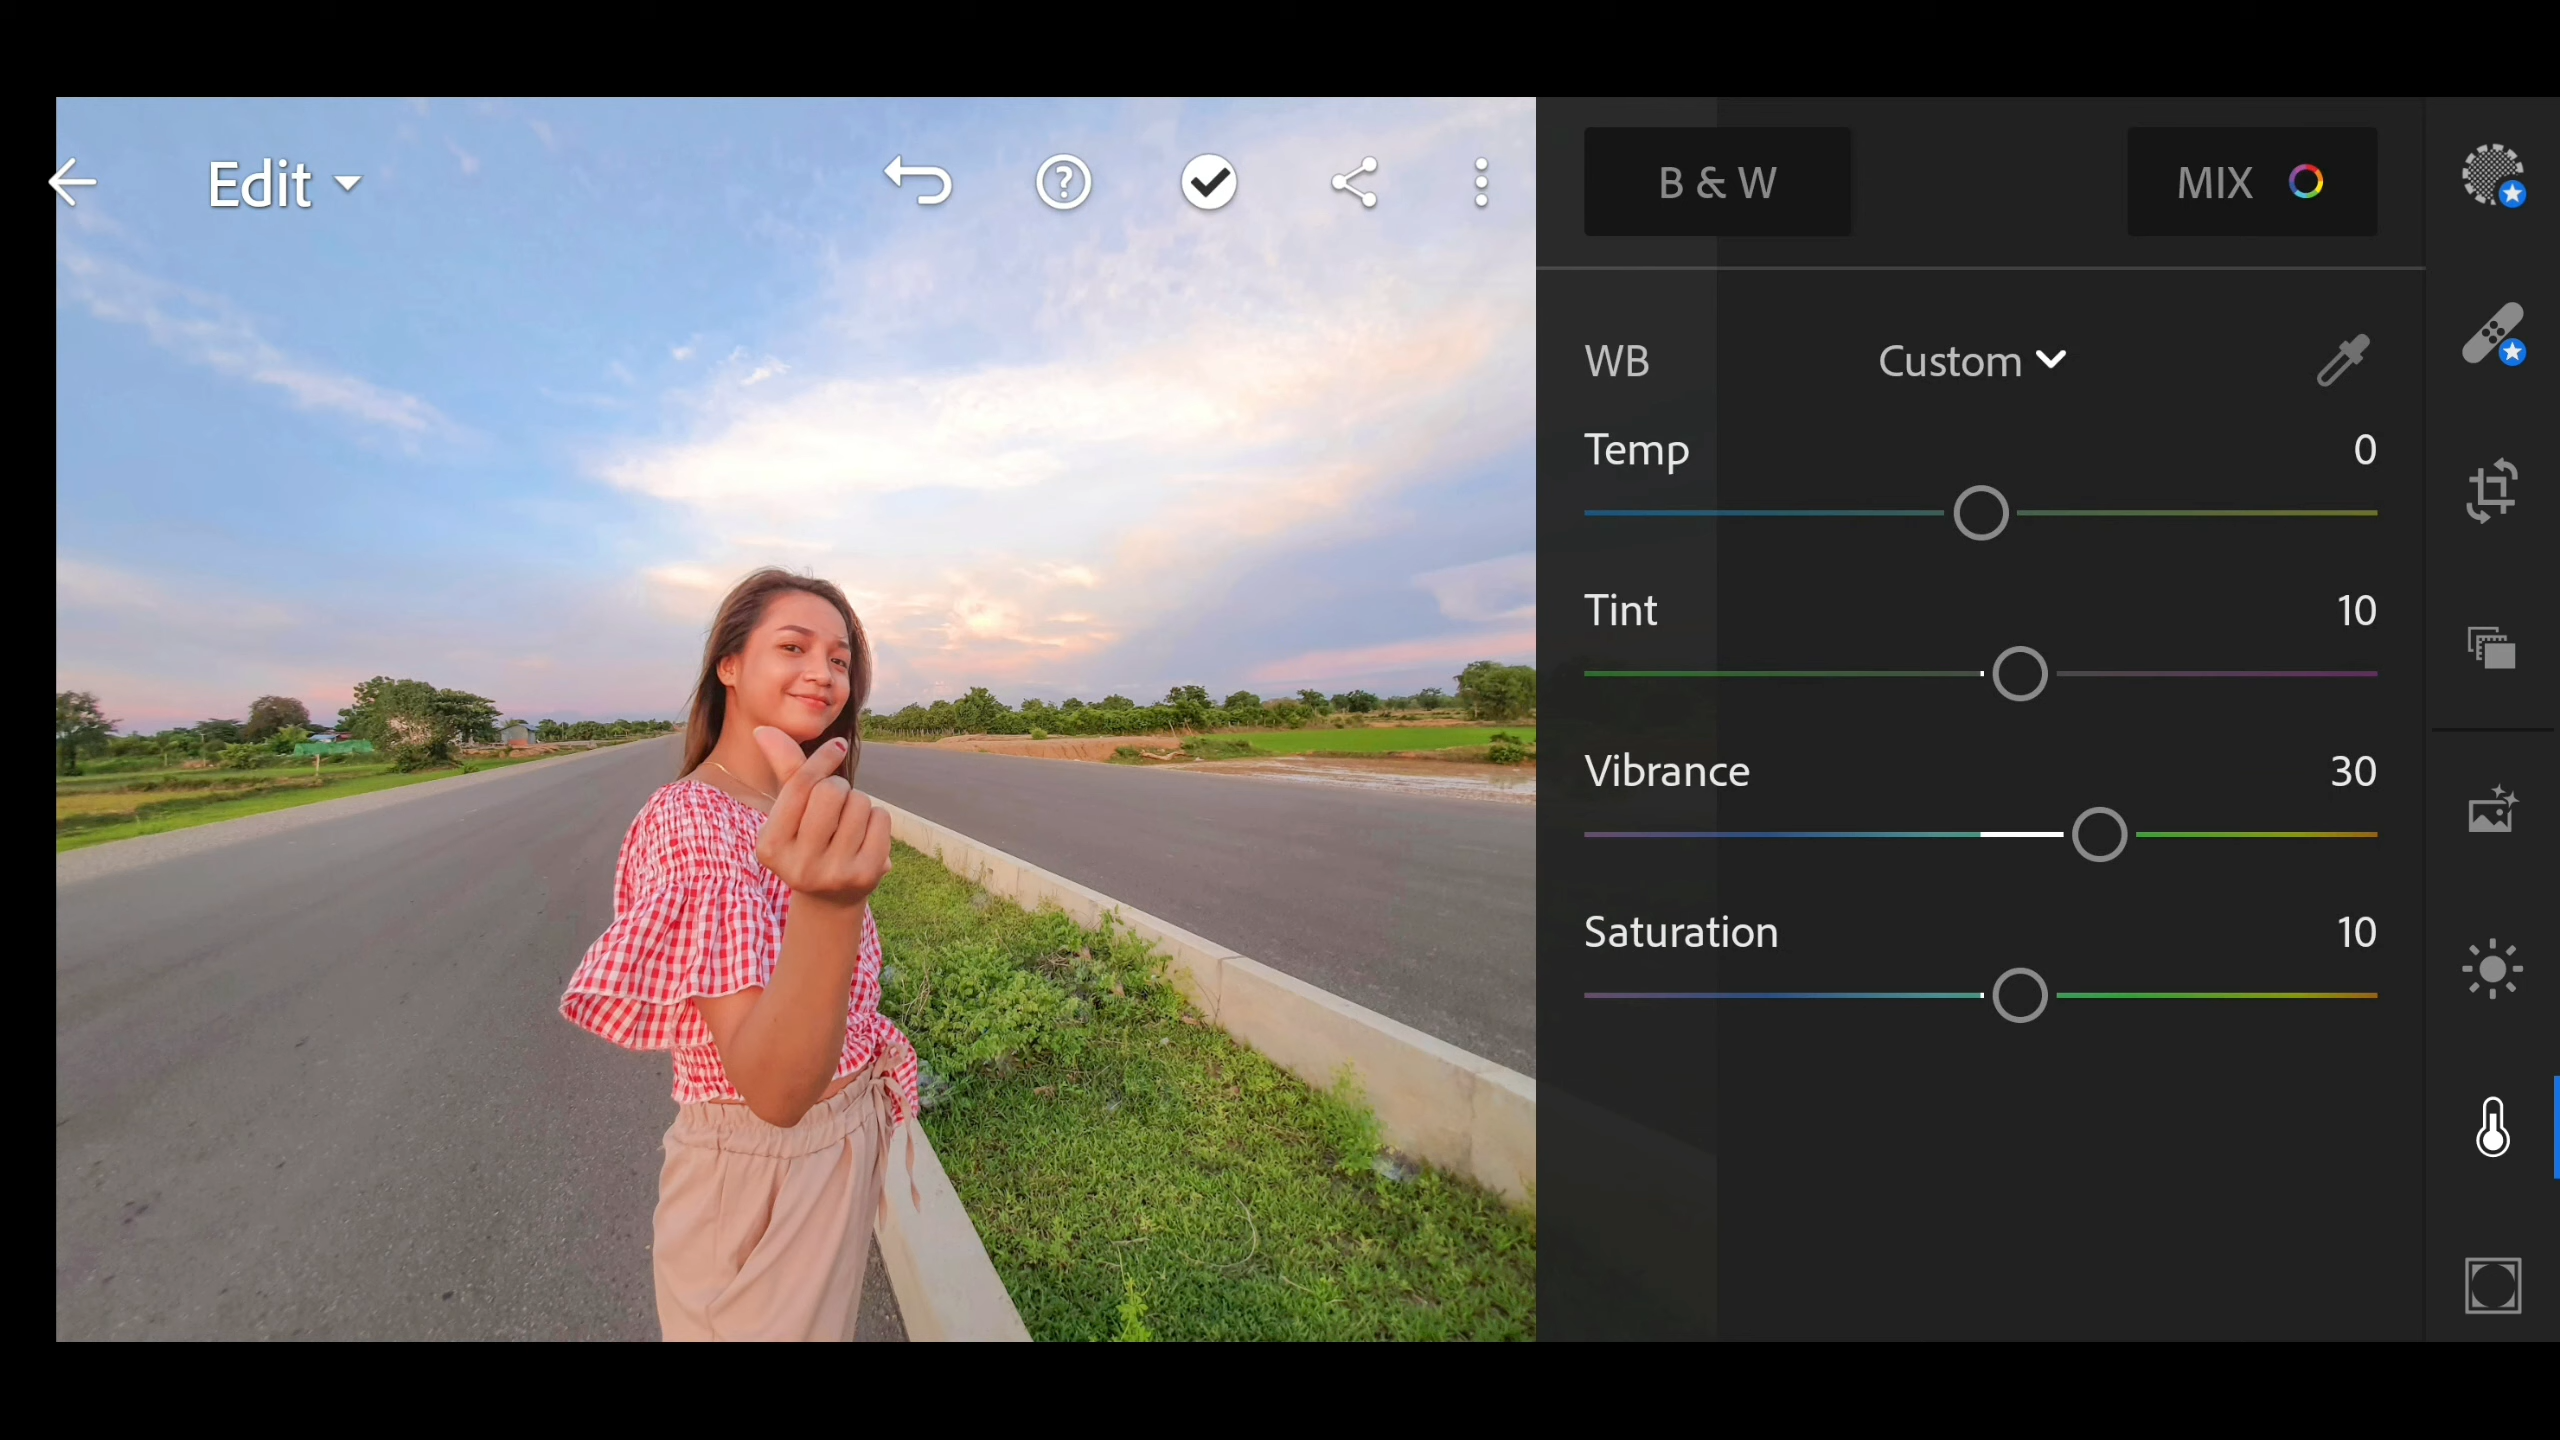 Edit
B & W
MIX
WB
Custom
Temp 0
Tint 10
Vibrance 30
Saturation 10